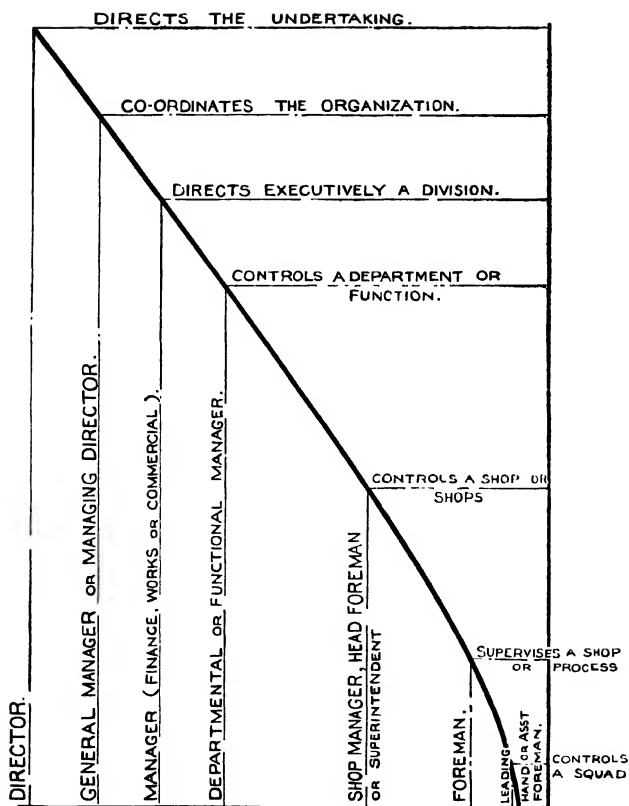 DIRECTS THE UNDERTAKING.
CO-ORDINATES THE ORGANIZATION.
DIRECTS EXECUTIVELY A DIVISION.
CONTROLS A DEPARTMENT OR
FUNCTION.
CONTROLS A SHOP OR
SHOPS
SUPERVISES A SHOP
OR PROCESS
CONTROLS
A SQUAD
DIRECTOR.
GENERAL MANAGER OR MANAGING DIRECTOR.
MANAGER (FINANCE, WORKS OR COMMERCIAL).
DEPARTMENTAL OR FUNCTIONAL MANAGER.
SHOP MANAGER, HEAD FOREMAN
OR SUPERINTENDENT
FOREMAN.
LEADING
HAND OR ASST
FOREMAN.